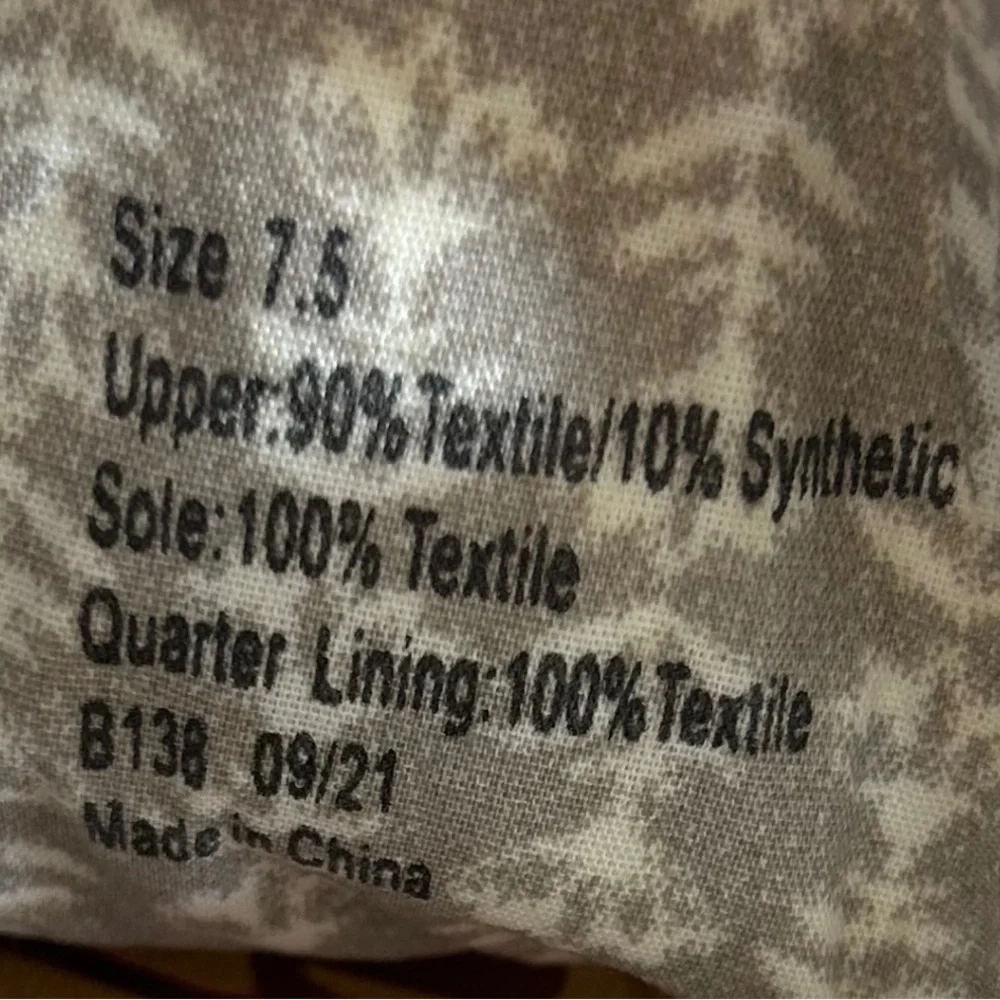 Size 7.5
Upper:90%Textile/10% Synthetic
Sole:100% Textile
Quarter Lining:100%Textile
B138 09/21
Made in China